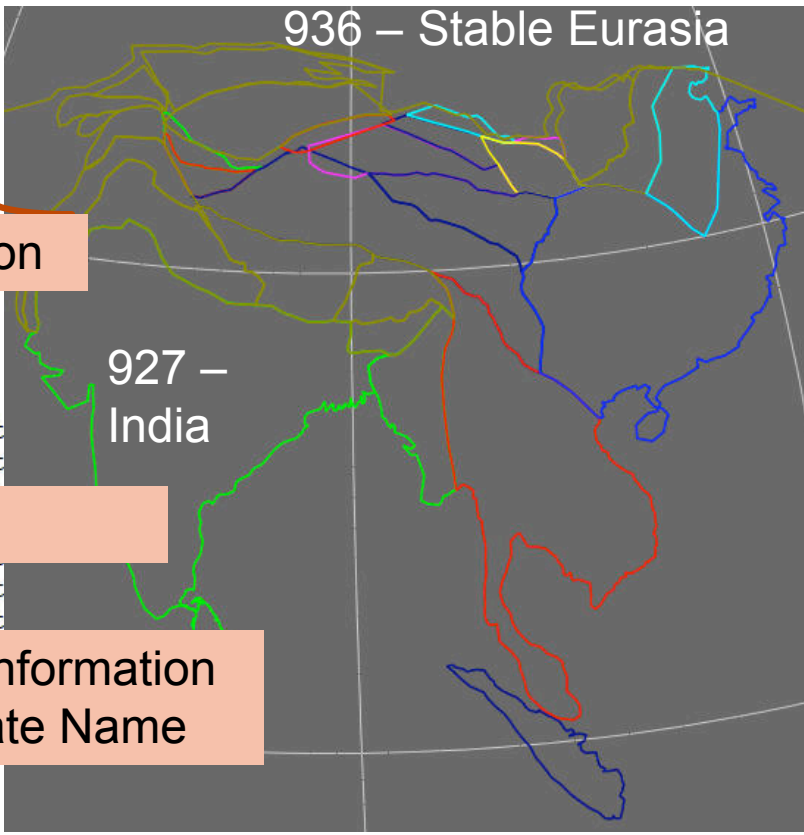 936 – Stable Eurasia
on
927 –
India
nformation
ate Name